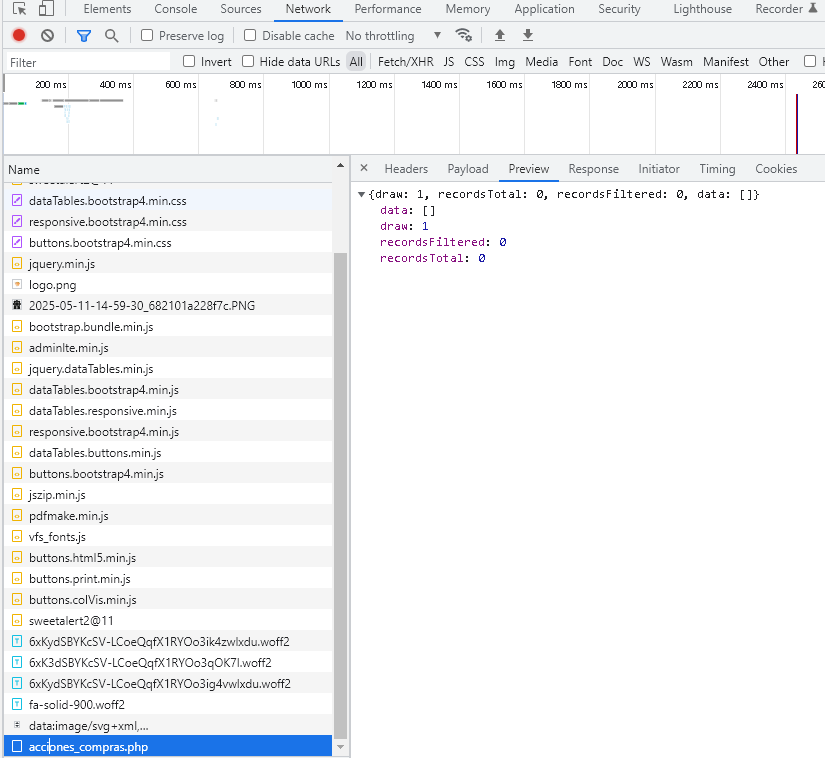 Elements Console Sources Network Performance Memory Application Security Lighthouse Recorder
Preserve log Disable cache No throttling
Filter Invert Hide data URLs All Fetch/XHR JS CSS Img Media Font Doc WS Wasm Manifest Other
200 ms 400 ms 600 ms 800 ms 1000 ms 1200 ms 1400 ms 1600 ms 1800 ms 2000 ms 2200 ms 2400 ms
Name
Headers Payload Preview Response Initiator Timing Cookies
sweetalert2@11
dataTables.bootstrap4.min.css
responsive.bootstrap4.min.css
buttons.bootstrap4.min.css
jquery.min.js
logo.png
2025-05-11-14-59-30_682101a228f7c.PNG
bootstrap.bundle.min.js
adminlte.min.js
jquery.dataTables.min.js
dataTables.bootstrap4.min.js
dataTables.responsive.min.js
responsive.bootstrap4.min.js
dataTables.buttons.min.js
buttons.bootstrap4.min.js
jszip.min.js
pdfmake.min.js
vfs_fonts.js
buttons.html5.min.js
buttons.print.min.js
buttons.colVis.min.js
sweetalert2@11
6xKydSBYKcSV-LCoeQqfX1RYOo3ik4zwlxdu.woff2
6xK3dSBYKcSV-LCoeQqfX1RYOo3qOK7l.woff2
6xKydSBYKcSV-LCoeQqfX1RYOo3ig4vwlxdu.woff2
fa-solid-900.woff2
data:image/svg+xml,...
acciones_compras.php
{draw: 1, recordsTotal: 0, recordsFiltered: 0, data: []}
data: []
draw: 1
recordsFiltered: 0
recordsTotal: 0